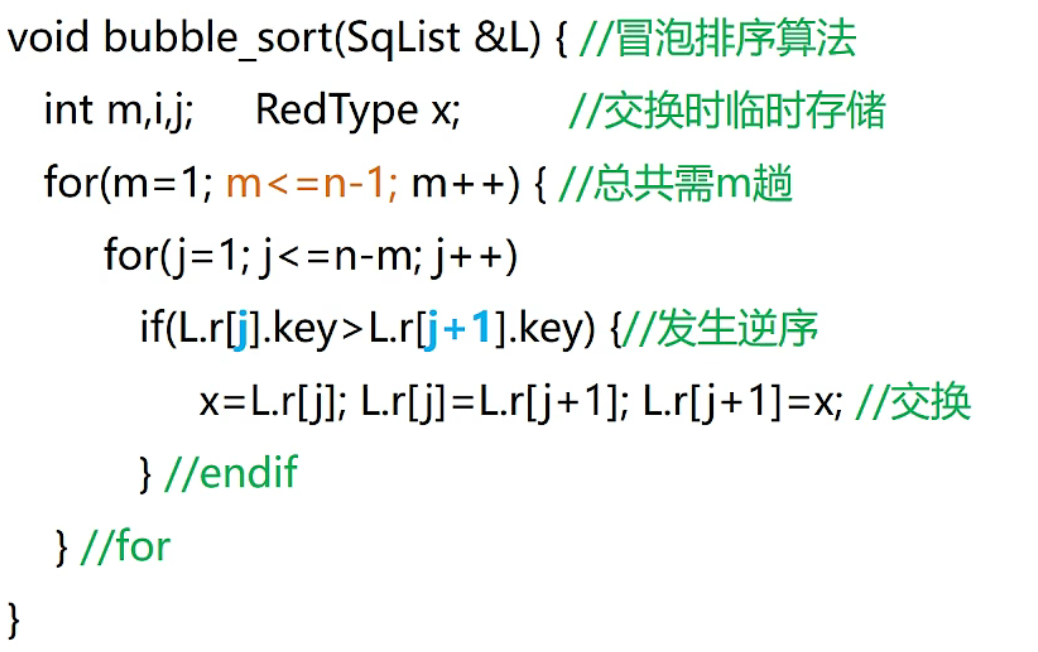 void bubble_sort(SqList &L) { //冒泡排序算法
int m,i,j; RedType x; //交换时临时存储
for(m=1; m<=n-1; m++) { //总共需m趟
for(j=1; j<=n-m; j++)
if(L.r[j].key>L.r[j+1].key) {//发生逆序
x=L.r[j]; L.r[j]=L.r[j+1]; L.r[j+1]=x; //交换
} //endif
} //for
}